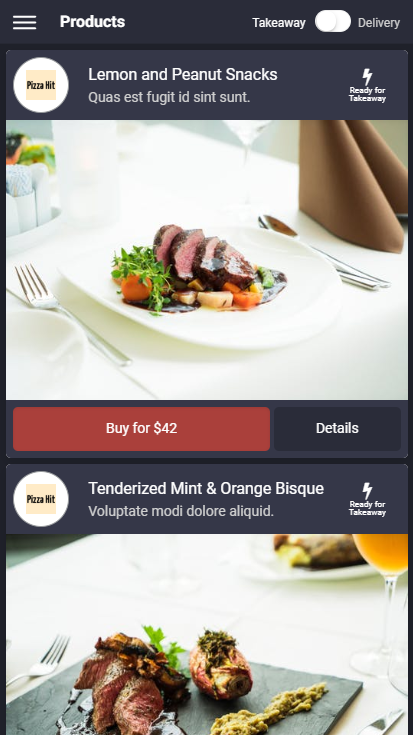 Products
Takeaway
Delivery
Pizza Hit
Lemon and Peanut Snacks
Quas est fugit id sint sunt.
Ready for
Takeaway
Buy for $42
Details
Pizza Hit
Tenderized Mint & Orange Bisque
Voluptate modi dolore aliquid.
Ready for
Takeaway